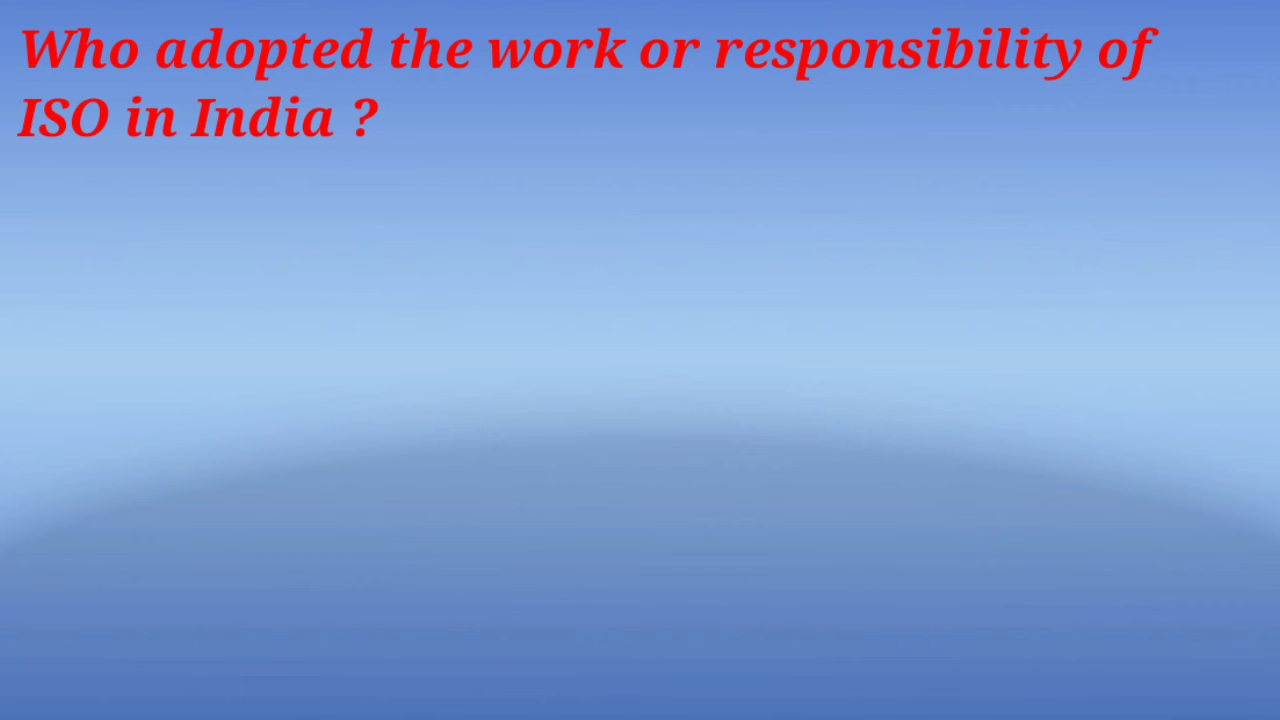 Who adopted the work or responsibility of
ISO in India ?